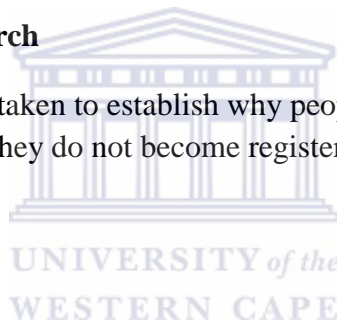 rch
taken to establish why peop
hey do not become register
UNIVERSITY of the
WESTERN CAPE